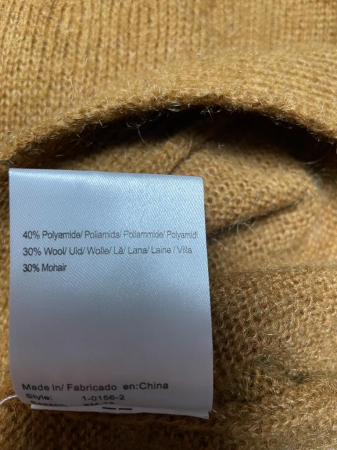 40% Polyamide/ Poliamida/ Poliammide/ Polyamid
30% Wool/ Uld/ Wolle/ Lã/ Lana/ Laine / Villa
30% Mohair
Made in/ Fabricado en:China
Style: 1-0156-2